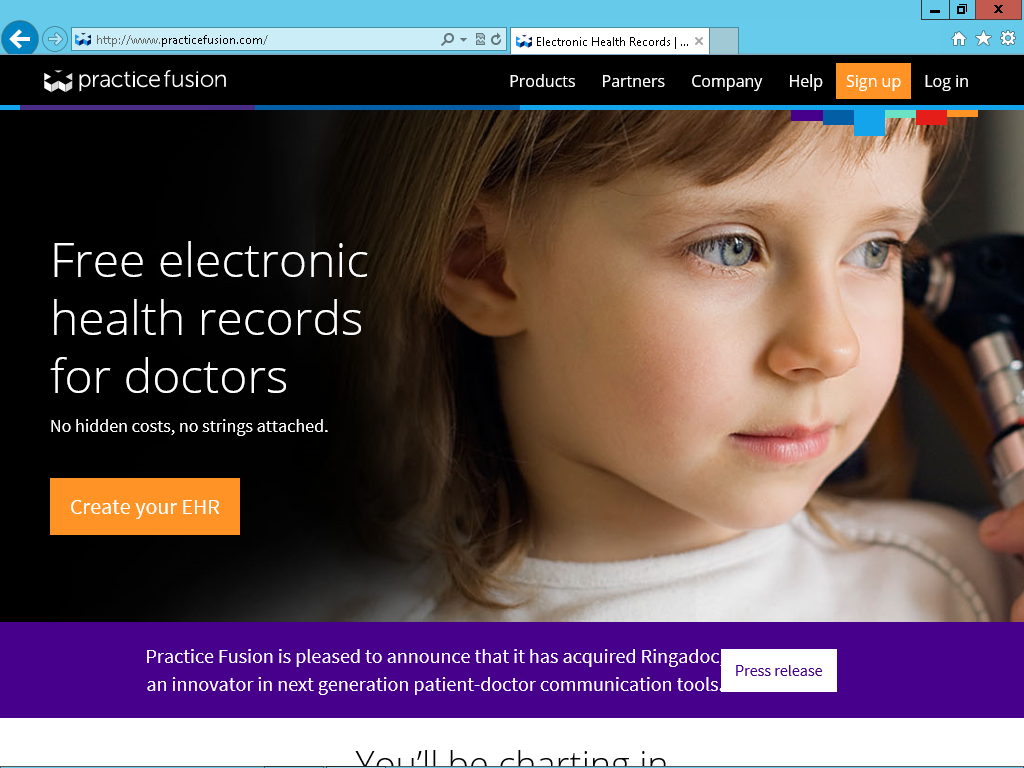 http://www.practicefusion.com/
Electronic Health Records | ...
practice fusion
Products Partners Company Help Sign up Log in
Free electronic
health records
for doctors
No hidden costs, no strings attached.
Create your EHR
Practice Fusion is pleased to announce that it has acquired Ringadoc,
an innovator in next generation patient-doctor communication tools.
Press release
You'll be charting in